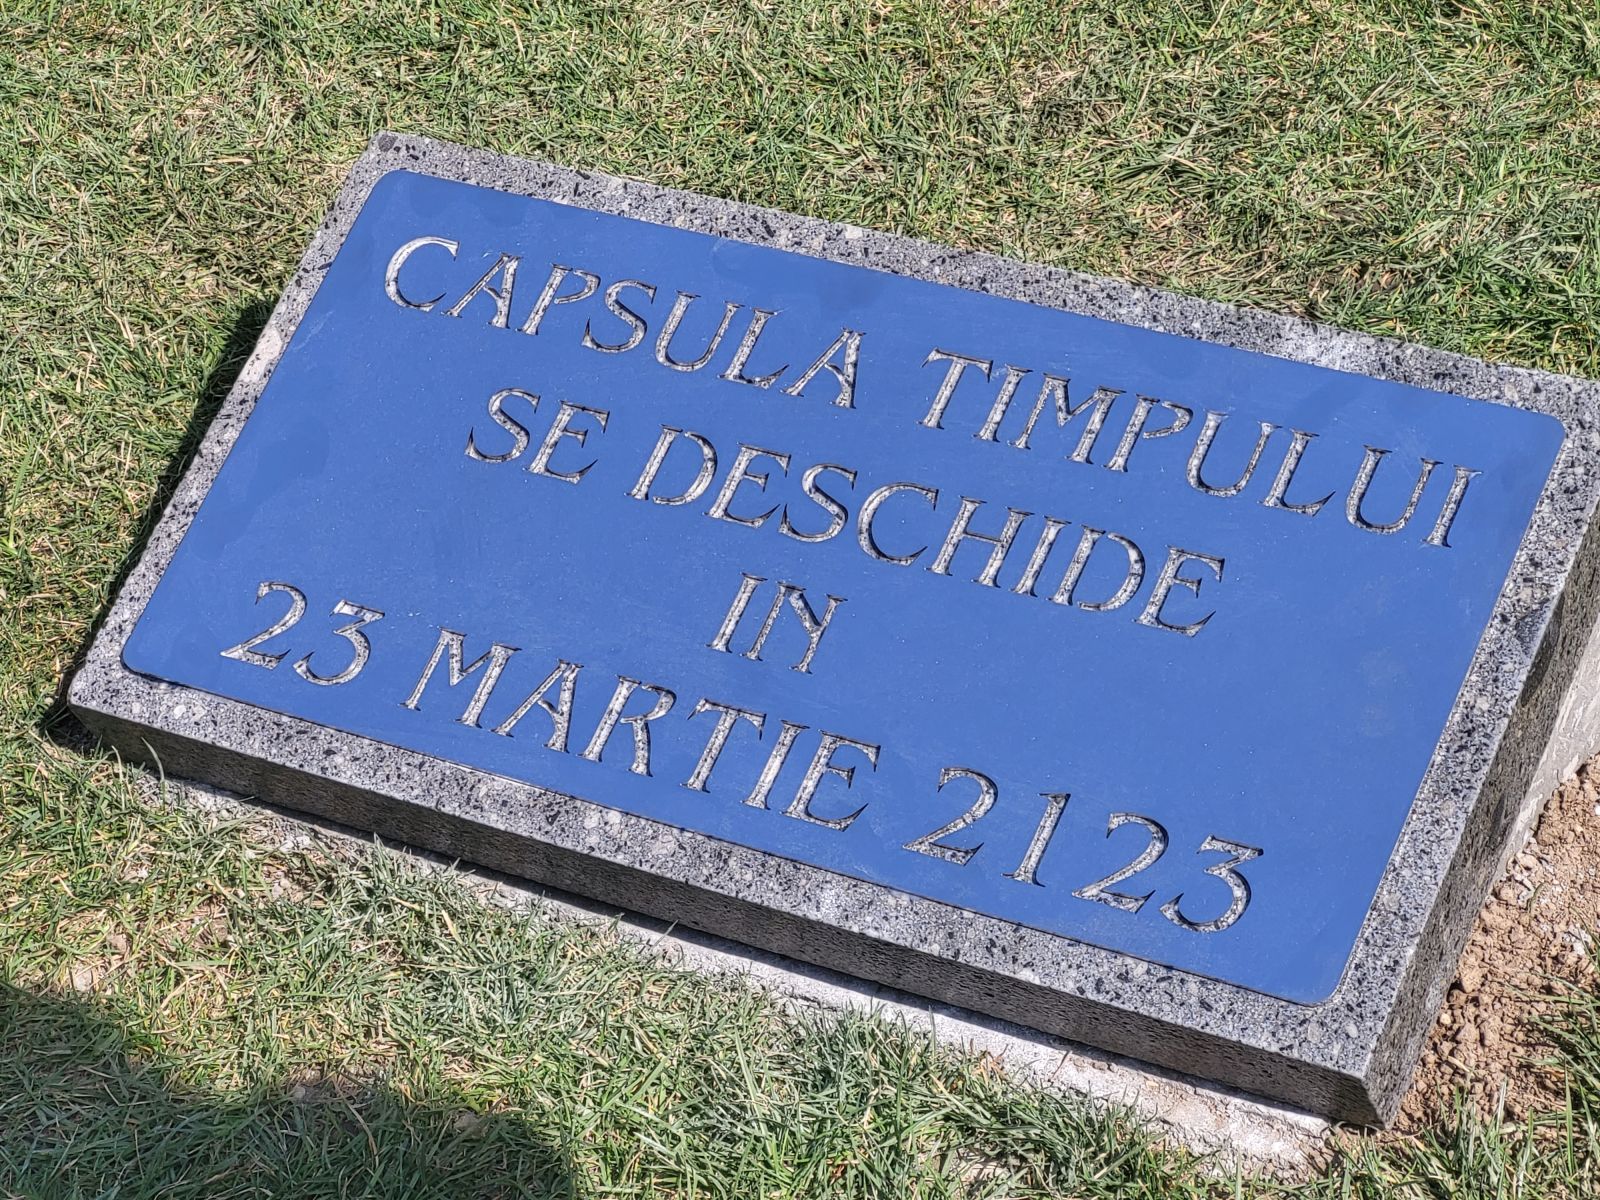 CAPSULA TIMPULUI
SE DESCHIDE
IN
23 MARTIE 2123